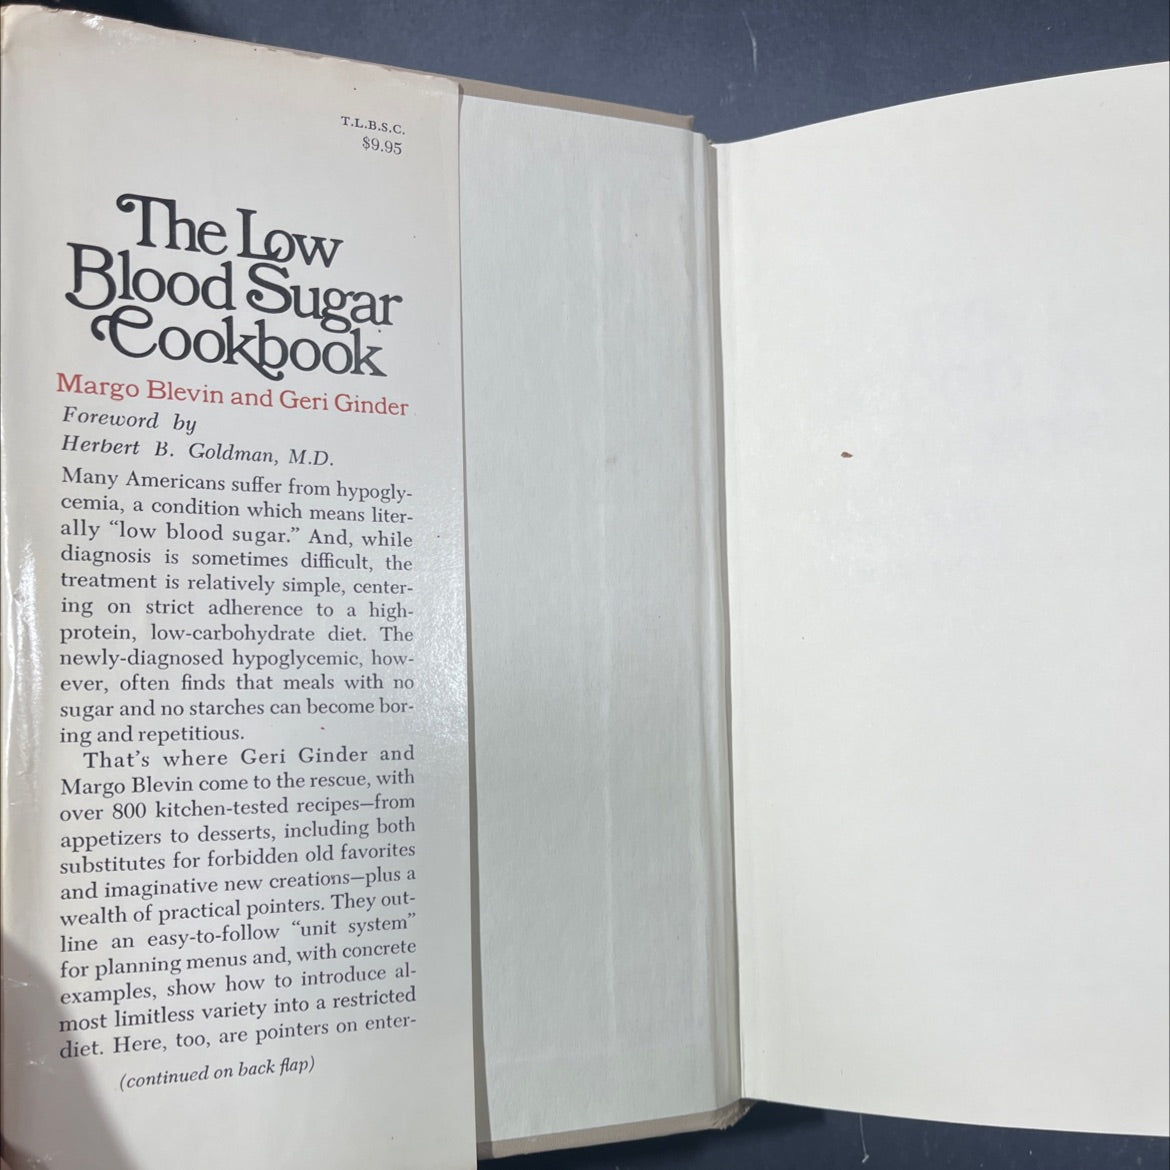 T.L.B.S.C.
$9.95
The Low
Blood Sugar
Cookbook
Margo Blevin and Geri Ginder
Foreword by
Herbert B. Goldman, M.D.
Many Americans suffer from hypogly-
cemia, a condition which means liter-
ally “low blood sugar.” And, while
diagnosis is sometimes difficult, the
treatment is relatively simple, center-
ing on strict adherence to a high-
protein, low-carbohydrate diet. The
newly-diagnosed hypoglycemic, how-
ever, often finds that meals with no
sugar and no starches can become bor-
ing and repetitious.
That’s where Geri Ginder and
Margo Blevin come to the rescue, with
over 800 kitchen-tested recipes—from
appetizers to desserts, including both
substitutes for forbidden old favorites
and imaginative new creations—plus a
wealth of practical pointers. They out-
line an easy-to-follow “unit system”
for planning menus and, with concrete
examples, show how to introduce al-
most limitless variety into a restricted
diet. Here, too, are pointers on enter-
(continued on back flap)